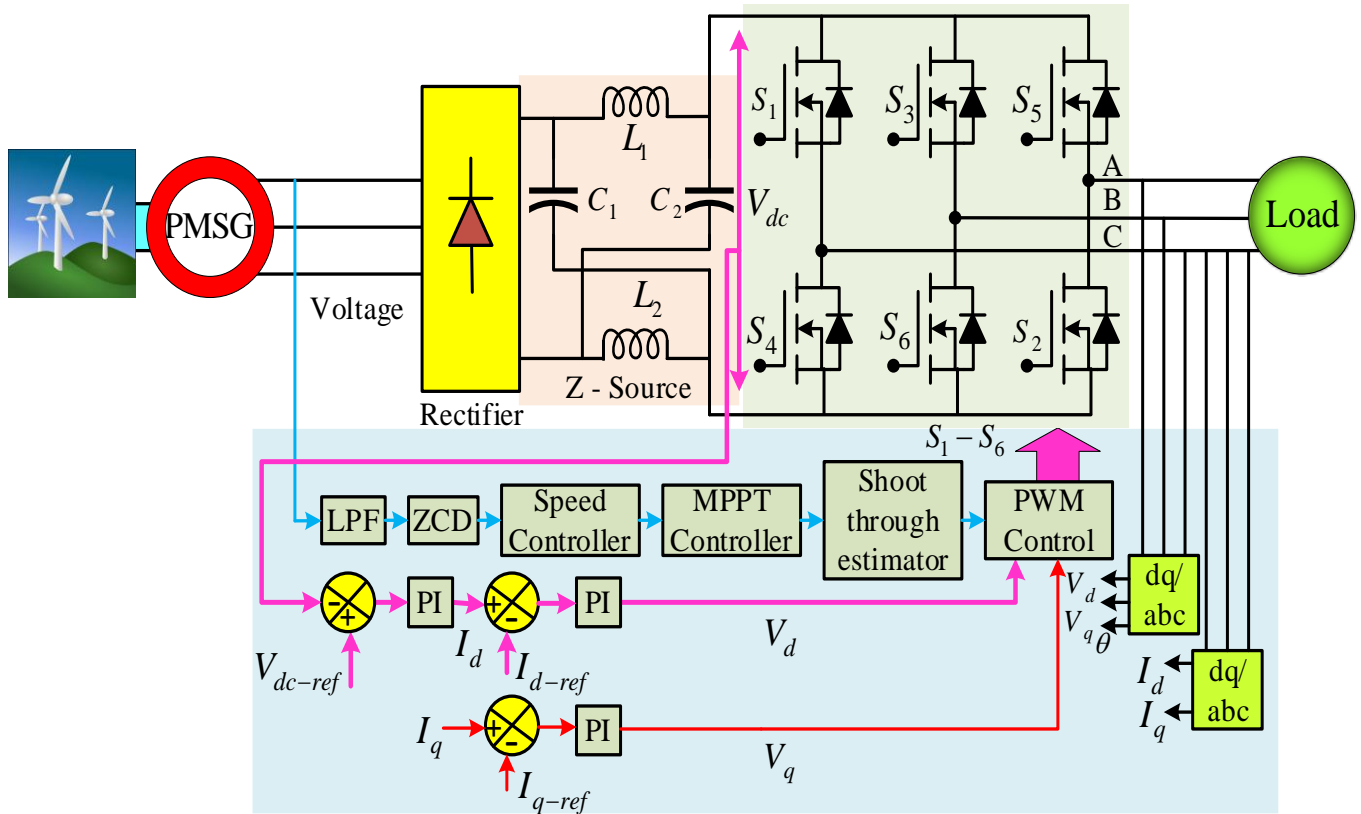 S1
S3
S5
L1
C1
C2
Vdc
A
B
C
Load
PMSG
Voltage
L2
S4
S6
S2
Z - Source
Rectifier
S1 − S6
LPF
ZCD
Speed
Controller
MPPT
Controller
Shoot
through
estimator
PWM
Control
-
+
PI
+
-
PI
Id
Vd
Vdc−ref
Id−ref
Vd
Vq
θ
dq/
abc
Id
Iq
dq/
abc
Iq
+
-
PI
Vq
Iq−ref